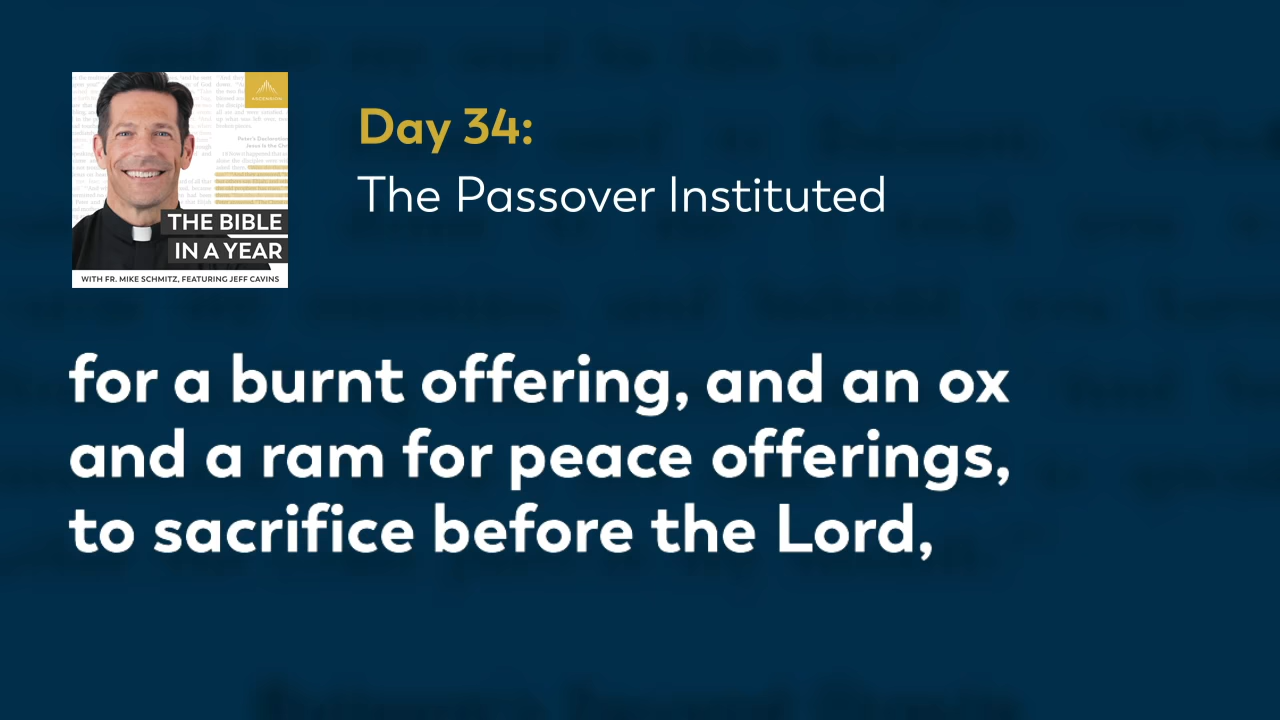 ASCENSION
THE BIBLE
IN A YEAR
WITH FR. MIKE SCHMITZ, FEATURING JEFF CAVINS
Day 34:
The Passover Instituted
for a burnt offering, and an ox
and a ram for peace offerings,
to sacrifice before the Lord,